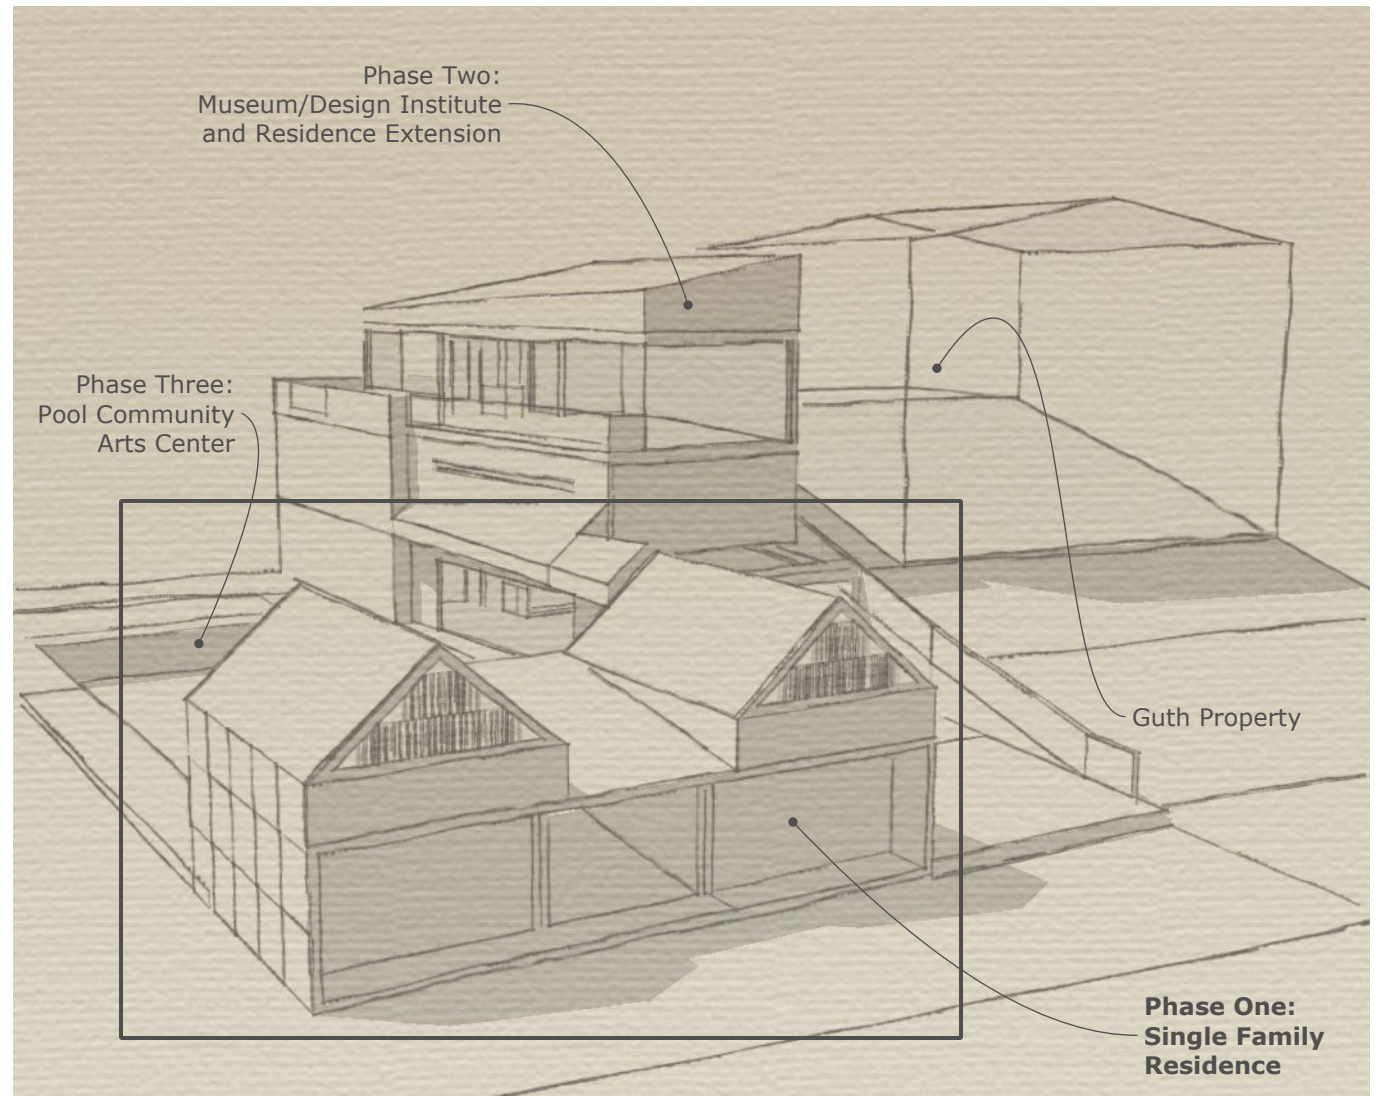 Phase Two:
Museum/Design Institute
and Residence Extension
Phase Three:
Pool Community
Arts Center
Guth Property
Phase One:
Single Family
Residence